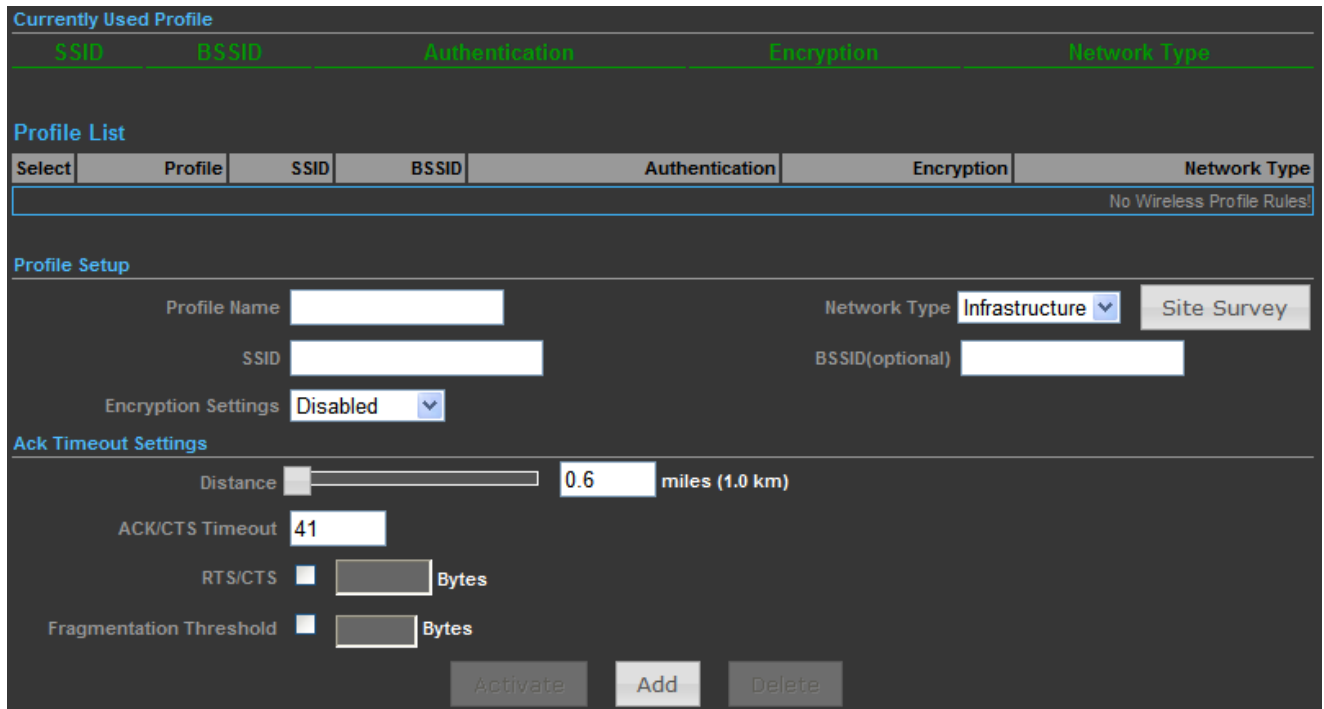 Currently Used Profile
SSID BSSID Authentication Encryption Network Type
Profile List
Select Profile SSID BSSID Authentication Encryption Network Type
No Wireless Profile Rules!
Profile Setup
Profile Name Network Type Infrastructure Site Survey
SSID BSSID(optional)
Encryption Settings Disabled
Ack Timeout Settings
Distance 0.6 miles (1.0 km)
ACK/CTS Timeout 41
RTS/CTS Bytes
Fragmentation Threshold Bytes
Activate Add Delete